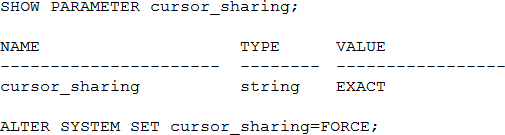 SHOW PARAMETER cursor_sharing;
NAME                    TYPE     VALUE
----------------------  -------- -----------------
cursor_sharing          string   EXACT
ALTER SYSTEM SET cursor_sharing=FORCE;